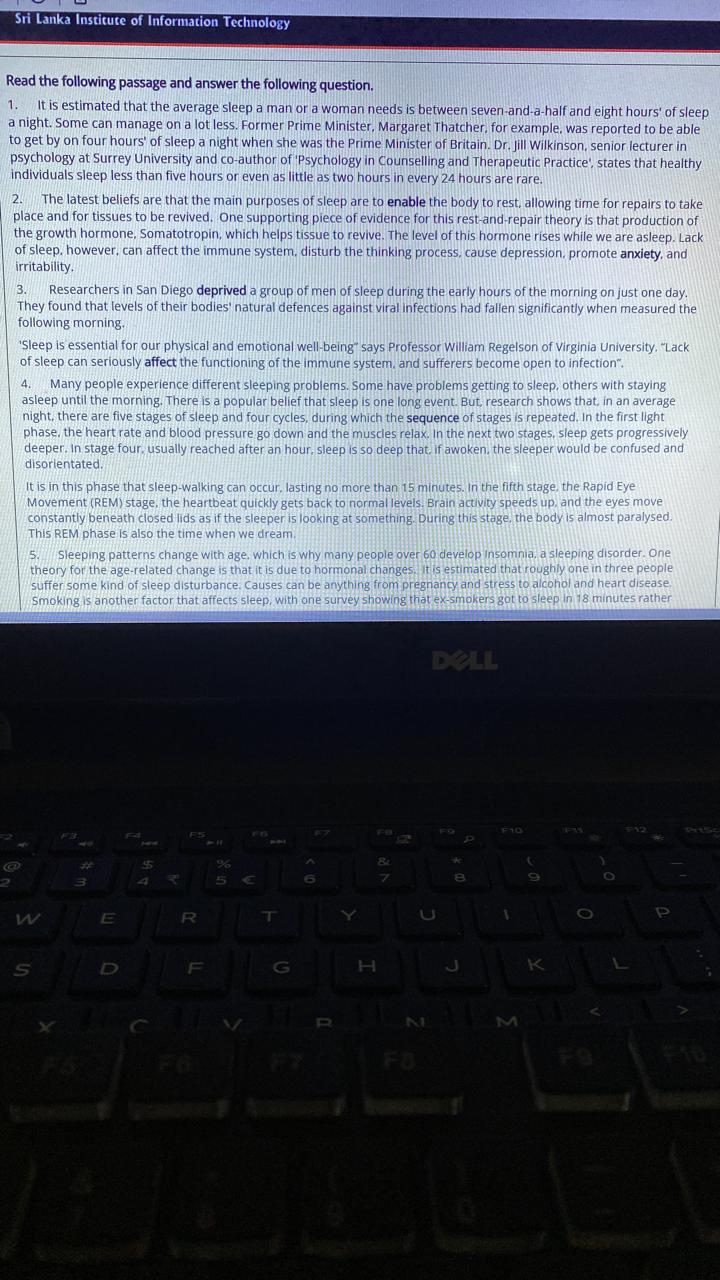 Sri Lanka Institute of Information Technology
Read the following passage and answer the following question.
1. It is estimated that the average sleep a man or a woman needs is between seven-and-a-half and eight hours' of sleep
a night. Some can manage on a lot less. Former Prime Minister, Margaret Thatcher, for example, was reported to be able
to get by on four hours' of sleep a night when she was the Prime Minister of Britain. Dr. Jill Wilkinson, senior lecturer in
psychology at Surrey University and co-author of 'Psychology in Counselling and Therapeutic Practice', states that healthy
individuals sleep less than five hours or even as little as two hours in every 24 hours are rare.
2. The latest beliefs are that the main purposes of sleep are to enable the body to rest, allowing time for repairs to take
place and for tissues to be revived. One supporting piece of evidence for this rest-and-repair theory is that production of
the growth hormone, Somatotropin, which helps tissue to revive. The level of this hormone rises while we are asleep. Lack
of sleep, however, can affect the immune system, disturb the thinking process, cause depression, promote anxiety, and
irritability.
3. Researchers in San Diego deprived a group of men of sleep during the early hours of the morning on just one day.
They found that levels of their bodies' natural defences against viral infections had fallen significantly when measured the
following morning.
'Sleep is essential for our physical and emotional well-being" says Professor William Regelson of Virginia University. "Lack
of sleep can seriously affect the functioning of the immune system, and sufferers become open to infection".
4. Many people experience different sleeping problems. Some have problems getting to sleep, others with staying
asleep until the morning. There is a popular belief that sleep is one long event. But, research shows that, in an average
night, there are five stages of sleep and four cycles, during which the sequence of stages is repeated. In the first light
phase, the heart rate and blood pressure go down and the muscles relax. In the next two stages, sleep gets progressively
deeper. In stage four, usually reached after an hour, sleep is so deep that, if awoken, the sleeper would be confused and
disorientated.
It is in this phase that sleep-walking can occur, lasting no more than 15 minutes. In the fifth stage, the Rapid Eye
Movement (REM) stage, the heartbeat quickly gets back to normal levels. Brain activity speeds up, and the eyes move
constantly beneath closed lids as if the sleeper is looking at something. During this stage, the body is almost paralysed.
This REM phase is also the time when we dream.
5. Sleeping patterns change with age, which is why many people over 60 develop Insomnia, a sleeping disorder. One
theory for the age-related change is that it is due to hormonal changes. It is estimated that roughly one in three people
suffer some kind of sleep disturbance. Causes can be anything from pregnancy and stress to alcohol and heart disease.
Smoking is another factor that affects sleep, with one survey showing that ex-smokers got to sleep in 18 minutes rather
DELL
F2 F3 F4 F5 F6 F7 F8 F9 F10 F11 F12 PrtSc
@ # $ % ^ & * ( ) _
2 3 4 ₹ 5 € 6 7 8 9 0 -
W E R T Y U I O P
S D F G H J K L ;
X C V B N M < >
F6 F7 F8 F9 F10